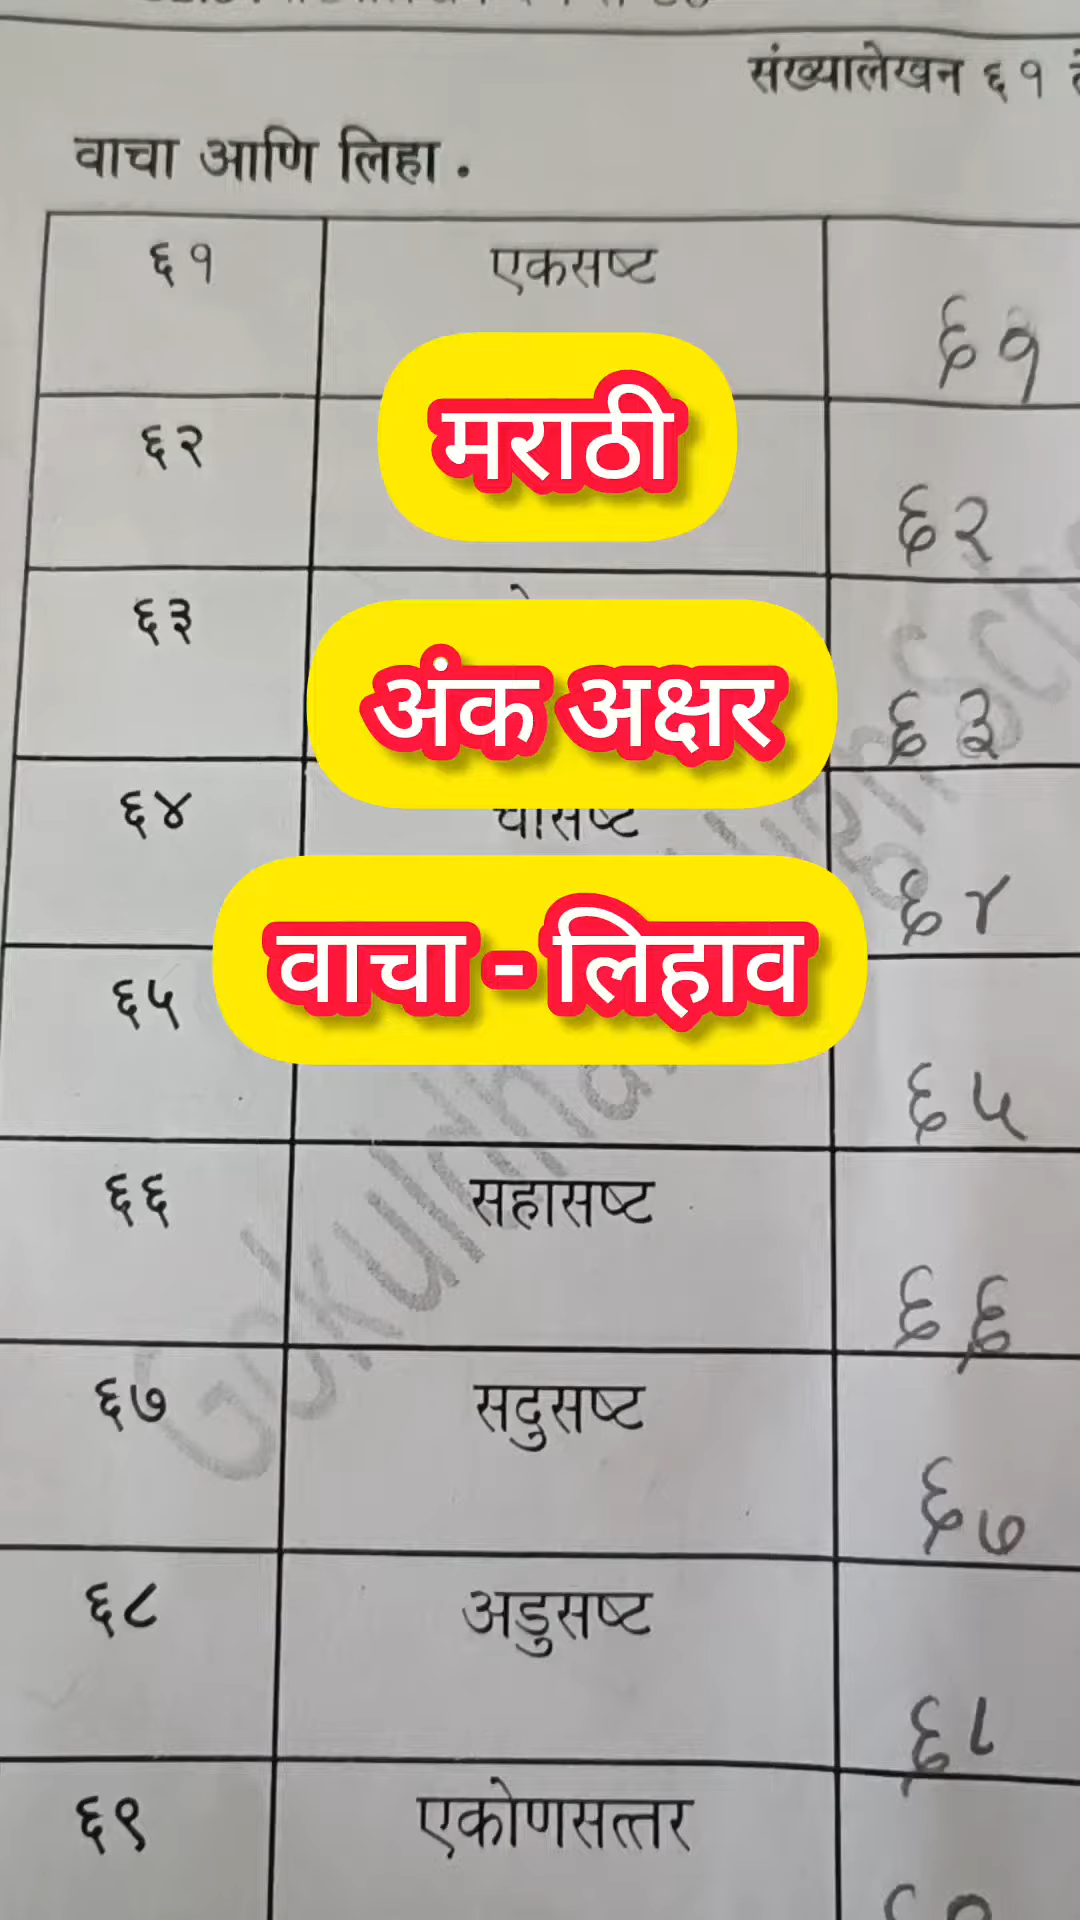 संख्यालेखन ६१
वाचा आणि लिहा .
६१ एकसष्ट ६१
मराठी
६२ ६२
६३ ६३
अंक अक्षर
६४ चौसष्ट ६४
वाचा - लिहाव
६५ ६५
६६ सहासष्ट ६६
६७ सदुसष्ट ६७
६८ अडुसष्ट ६८
६९ एकोणसत्तर